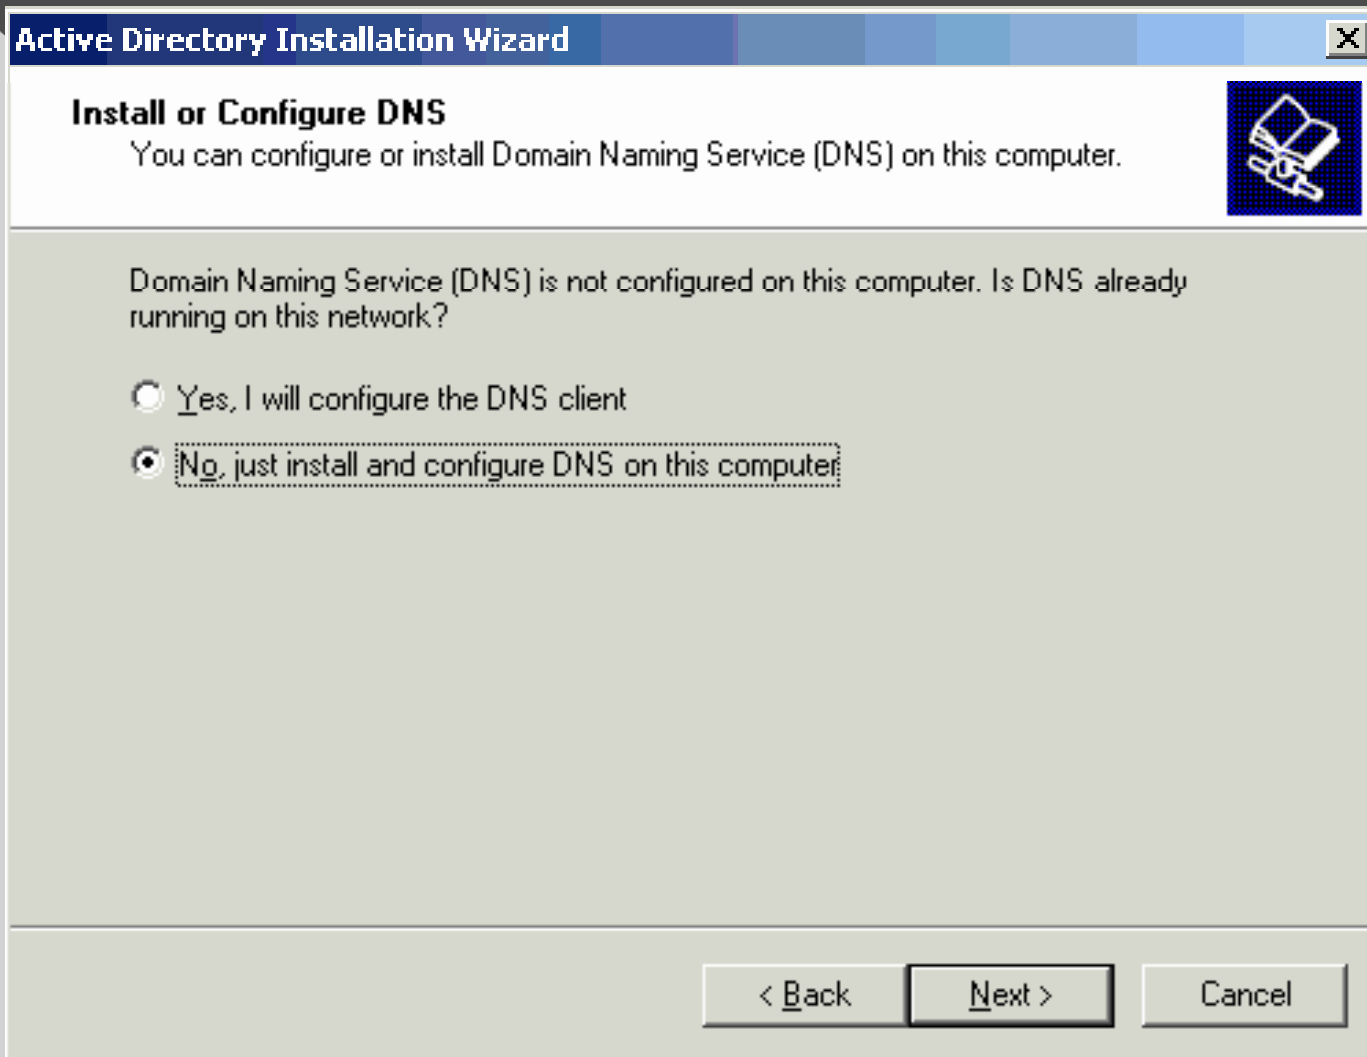 Active Directory Installation Wizard
Install or Configure DNS
You can configure or install Domain Naming Service (DNS) on this computer.
Domain Naming Service (DNS) is not configured on this computer. Is DNS already
running on this network?
Yes, I will configure the DNS client
No, just install and configure DNS on this computer
< Back
Next >
Cancel